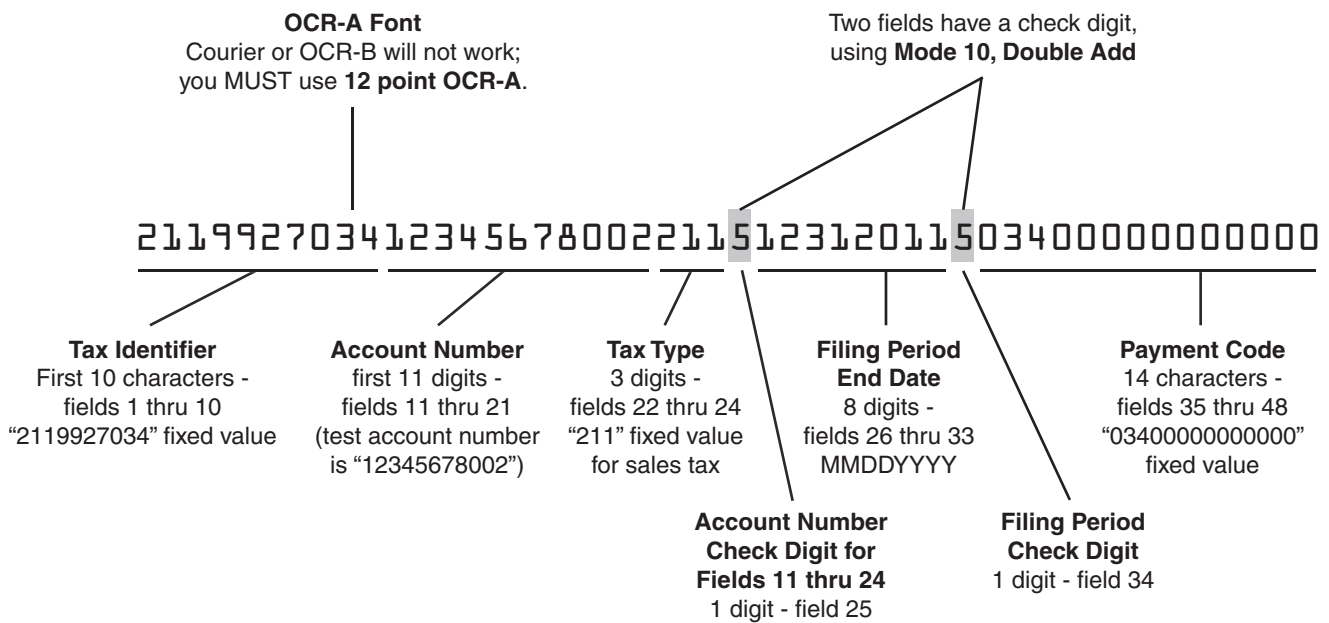 OCR-A Font
Courier or OCR-B will not work;
you MUST use 12 point OCR-A.
Two fields have a check digit,
using Mode 10, Double Add
211992703412345678002211512312011503400000000000
Tax Identifier
First 10 characters -
fields 1 thru 10
“2119927034” fixed value
Account Number
first 11 digits -
fields 11 thru 21
(test account number
is “12345678002”)
Tax Type
3 digits -
fields 22 thru 24
“211” fixed value
for sales tax
Filing Period
End Date
8 digits -
fields 26 thru 33
MMDDYYYY
Payment Code
14 characters -
fields 35 thru 48
“03400000000000”
fixed value
Account Number
Check Digit for
Fields 11 thru 24
1 digit - field 25
Filing Period
Check Digit
1 digit - field 34